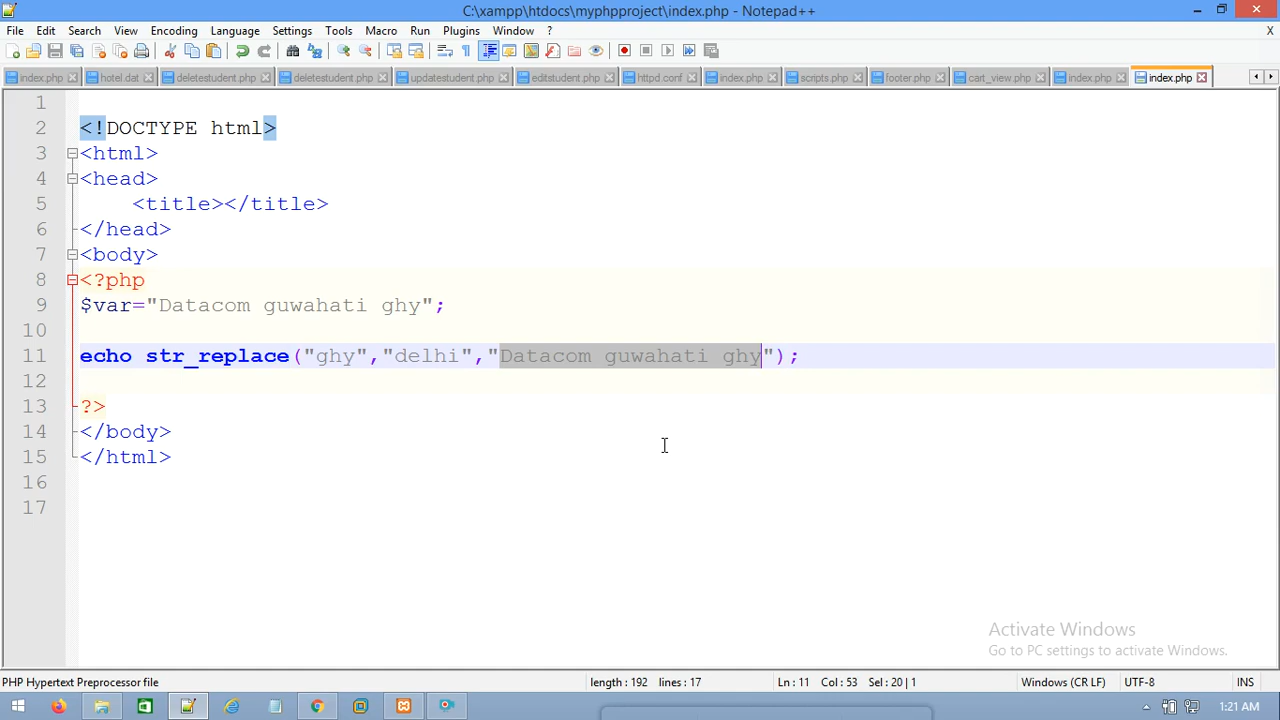 C:\xampp\htdocs\myphpproject\index.php - Notepad++
File Edit Search View Encoding Language Settings Tools Macro Run Plugins Window ? X
index.php hotel.dat deletestudent.php deletestudent.php updatestudent.php editstudent.php httpd.conf index.php scripts.php footer.php cart_view.php index.php index.php
1
2 <!DOCTYPE html>
3 <html>
4 <head>
5 <title></title>
6 </head>
7 <body>
8 <?php
9 $var="Datacom guwahati ghy";
10
11 echo str_replace("ghy","delhi","Datacom guwahati ghy");
12
13 ?>
14 </body>
15 </html>
16
17
Activate Windows
Go to PC settings to activate Windows.
PHP Hypertext Preprocessor file length : 192 lines : 17 Ln : 11 Col : 53 Sel : 20 | 1 Windows (CR LF) UTF-8 INS
1:21 AM